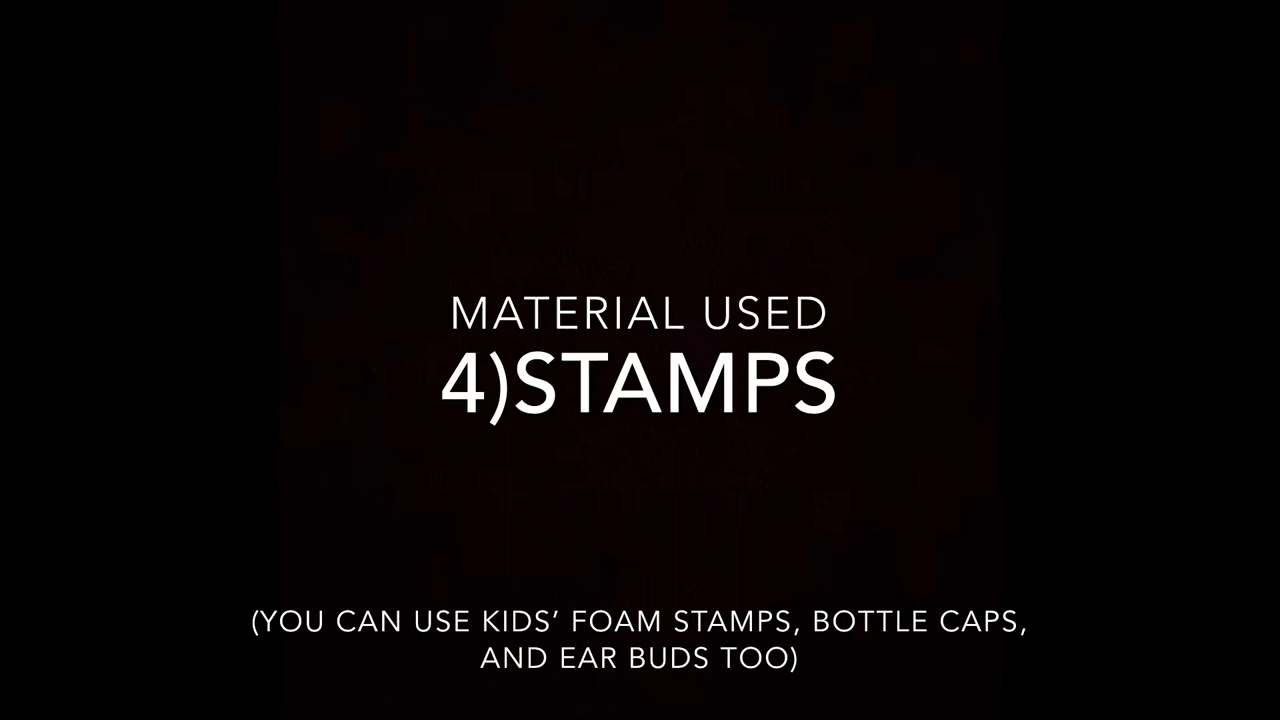 MATERIAL USED
4)STAMPS
(YOU CAN USE KIDS’ FOAM STAMPS, BOTTLE CAPS,
AND EAR BUDS TOO)